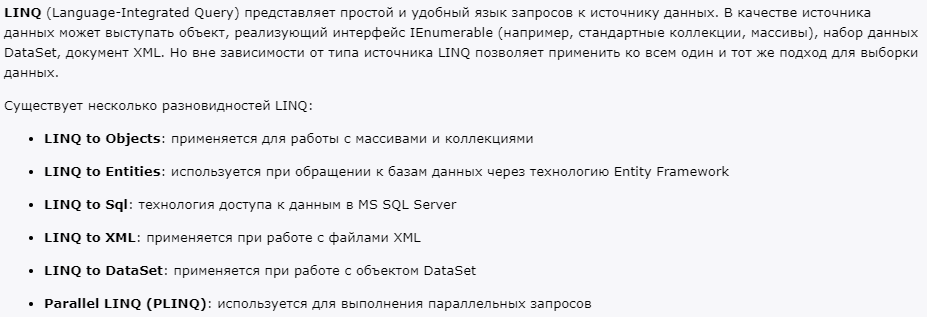 LINQ (Language-Integrated Query) представляет простой и удобный язык запросов к источнику данных. В качестве источника
данных может выступать объект, реализующий интерфейс IEnumerable (например, стандартные коллекции, массивы), набор данных
DataSet, документ XML. Но вне зависимости от типа источника LINQ позволяет применить ко всем один и тот же подход для выборки
данных.
Существует несколько разновидностей LINQ:
• LINQ to Objects: применяется для работы с массивами и коллекциями
• LINQ to Entities: используется при обращении к базам данных через технологию Entity Framework
• LINQ to Sql: технология доступа к данным в MS SQL Server
• LINQ to XML: применяется при работе с файлами XML
• LINQ to DataSet: применяется при работе с объектом DataSet
• Parallel LINQ (PLINQ): используется для выполнения параллельных запросов